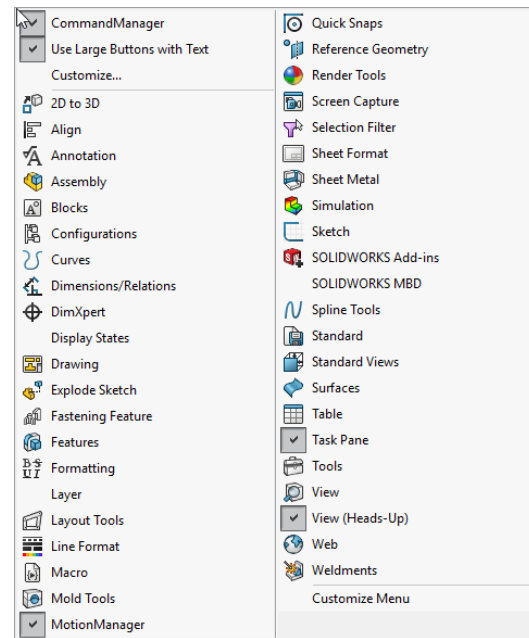 CommandManager
Use Large Buttons with Text
Customize...
2D to 3D
Align
Annotation
Assembly
Blocks
Configurations
Curves
Dimensions/Relations
DimXpert
Display States
Drawing
Explode Sketch
Fastening Feature
Features
Formatting
Layer
Layout Tools
Line Format
Macro
Mold Tools
MotionManager
Quick Snaps
Reference Geometry
Render Tools
Screen Capture
Selection Filter
Sheet Format
Sheet Metal
Simulation
Sketch
SOLIDWORKS Add-ins
SOLIDWORKS MBD
Spline Tools
Standard
Standard Views
Surfaces
Table
Task Pane
Tools
View
View (Heads-Up)
Web
Weldments
Customize Menu